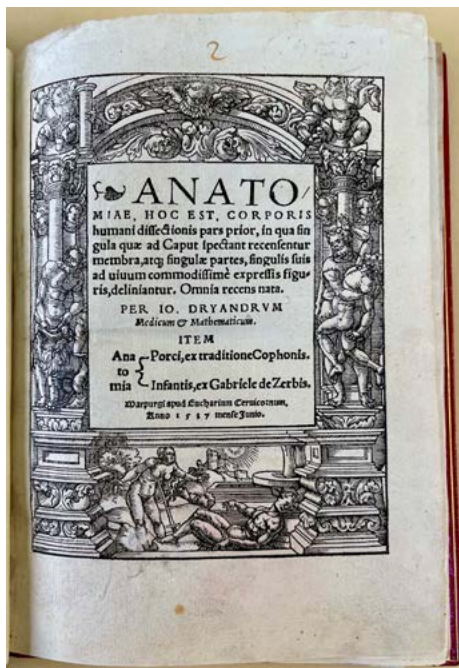 2
ANATO/
MIAE, HOC EST, CORPORIS
humani dissectionis pars prior, in qua sin
gula quæ ad Caput spectant recensentur
membra, atq; singulæ partes, singulis suis
ad uiuum commodissimè expressis figu-
ris, deliniantur. Omnia recens nata.
PER IO. DRYANDRVM
Medicum & Mathematicum.
ITEM
Ana Porci, ex traditione Cophonis.
to
mia Infantis, ex Gabriele de Zerbis.
Marpurgi apud Eucharium Ceruicornum,
Anno 1537 mense Junio.